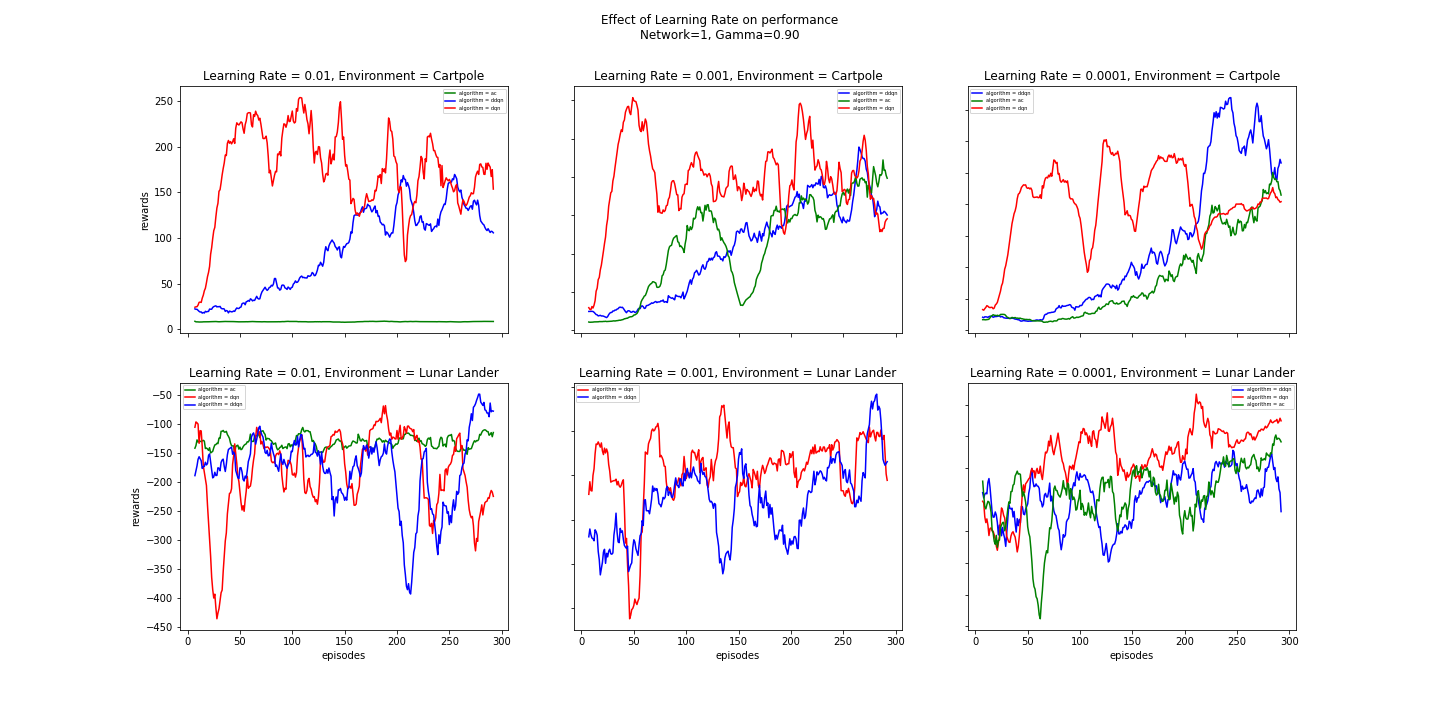 Effect of Learning Rate on performance
Network=1, Gamma=0.90
Learning Rate = 0.01, Environment = Cartpole
algorithm = ac
algorithm = ddqn
algorithm = dqn
250
200
150
100
50
0
rewards
Learning Rate = 0.001, Environment = Cartpole
algorithm = ddqn
algorithm = ac
algorithm = dqn
Learning Rate = 0.0001, Environment = Cartpole
algorithm = ddqn
algorithm = ac
algorithm = dqn
Learning Rate = 0.01, Environment = Lunar Lander
algorithm = ac
algorithm = dqn
algorithm = ddqn
−50
−100
−150
−200
−250
−300
−350
−400
−450
rewards
0 50 100 150 200 250 300
episodes
Learning Rate = 0.001, Environment = Lunar Lander
algorithm = dqn
algorithm = ddqn
0 50 100 150 200 250 300
episodes
Learning Rate = 0.0001, Environment = Lunar Lander
algorithm = ddqn
algorithm = dqn
algorithm = ac
0 50 100 150 200 250 300
episodes